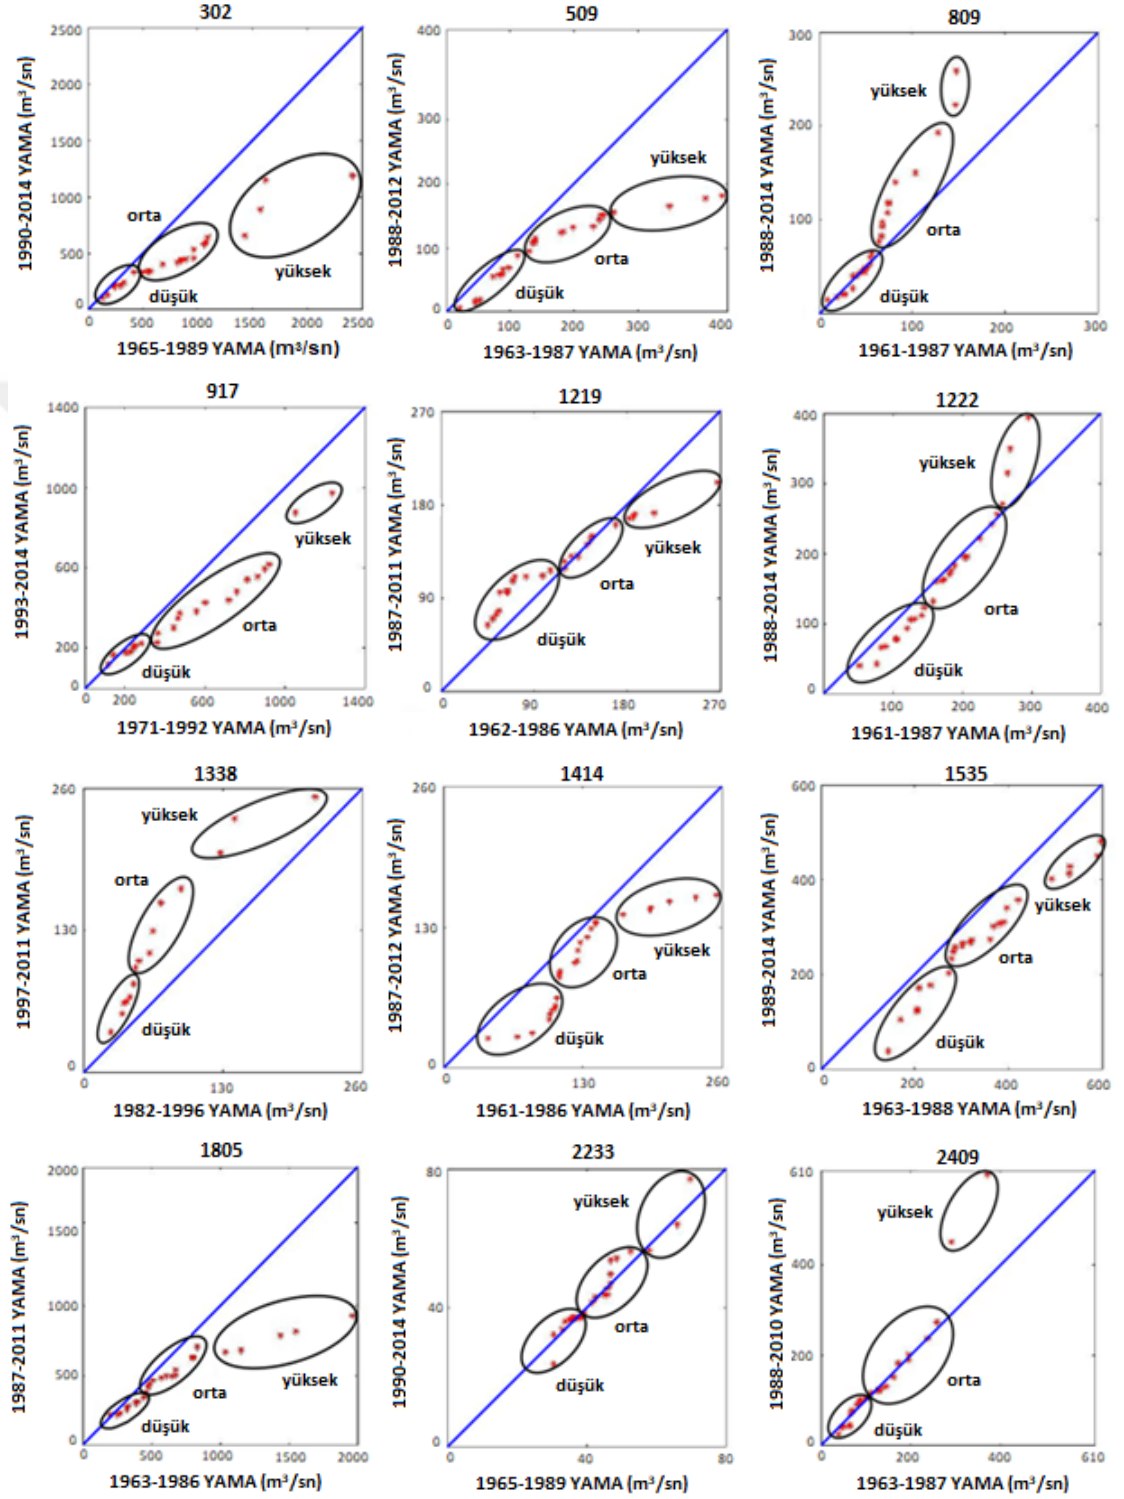 302
1990-2014 YAMA (m³/sn)
2500
2000
1500
1000
500
0
orta
düşük
yüksek
0 500 1000 1500 2000 2500
1965-1989 YAMA (m³/sn)
509
1988-2012 YAMA (m³/sn)
400
300
200
100
0
yüksek
orta
düşük
0 100 200 300 400
1963-1987 YAMA (m³/sn)
809
1988-2014 YAMA (m³/sn)
300
200
100
yüksek
orta
düşük
0 100 200 300
1961-1987 YAMA (m³/sn)
917
1993-2014 YAMA (m³/sn)
1400
1000
600
200
0
yüksek
orta
düşük
0 200 600 1000 1400
1971-1992 YAMA (m³/sn)
1219
1987-2011 YAMA (m³/sn)
270
180
90
0
yüksek
orta
düşük
0 90 180 270
1962-1986 YAMA (m³/sn)
1222
1988-2014 YAMA (m³/sn)
400
300
200
100
0
yüksek
orta
düşük
100 200 300 400
1961-1987 YAMA (m³/sn)
1338
1997-2011 YAMA (m³/sn)
260
130
0
yüksek
orta
düşük
0 130 260
1982-1996 YAMA (m³/sn)
1414
1987-2012 YAMA (m³/sn)
260
130
0
yüksek
orta
düşük
0 130 260
1961-1986 YAMA (m³/sn)
1535
1989-2014 YAMA (m³/sn)
600
400
200
0
yüksek
orta
düşük
0 200 400 600
1963-1988 YAMA (m³/sn)
1805
1987-2011 YAMA (m³/sn)
2000
1500
1000
500
0
orta
yüksek
düşük
500 1000 1500 2000
1963-1986 YAMA (m³/sn)
2233
1990-2014 YAMA (m³/sn)
80
40
0
yüksek
orta
düşük
0 40 80
1965-1989 YAMA (m³/sn)
2409
1988-2010 YAMA (m³/sn)
610
400
200
0
yüksek
orta
düşük
0 200 400 610
1963-1987 YAMA (m³/sn)